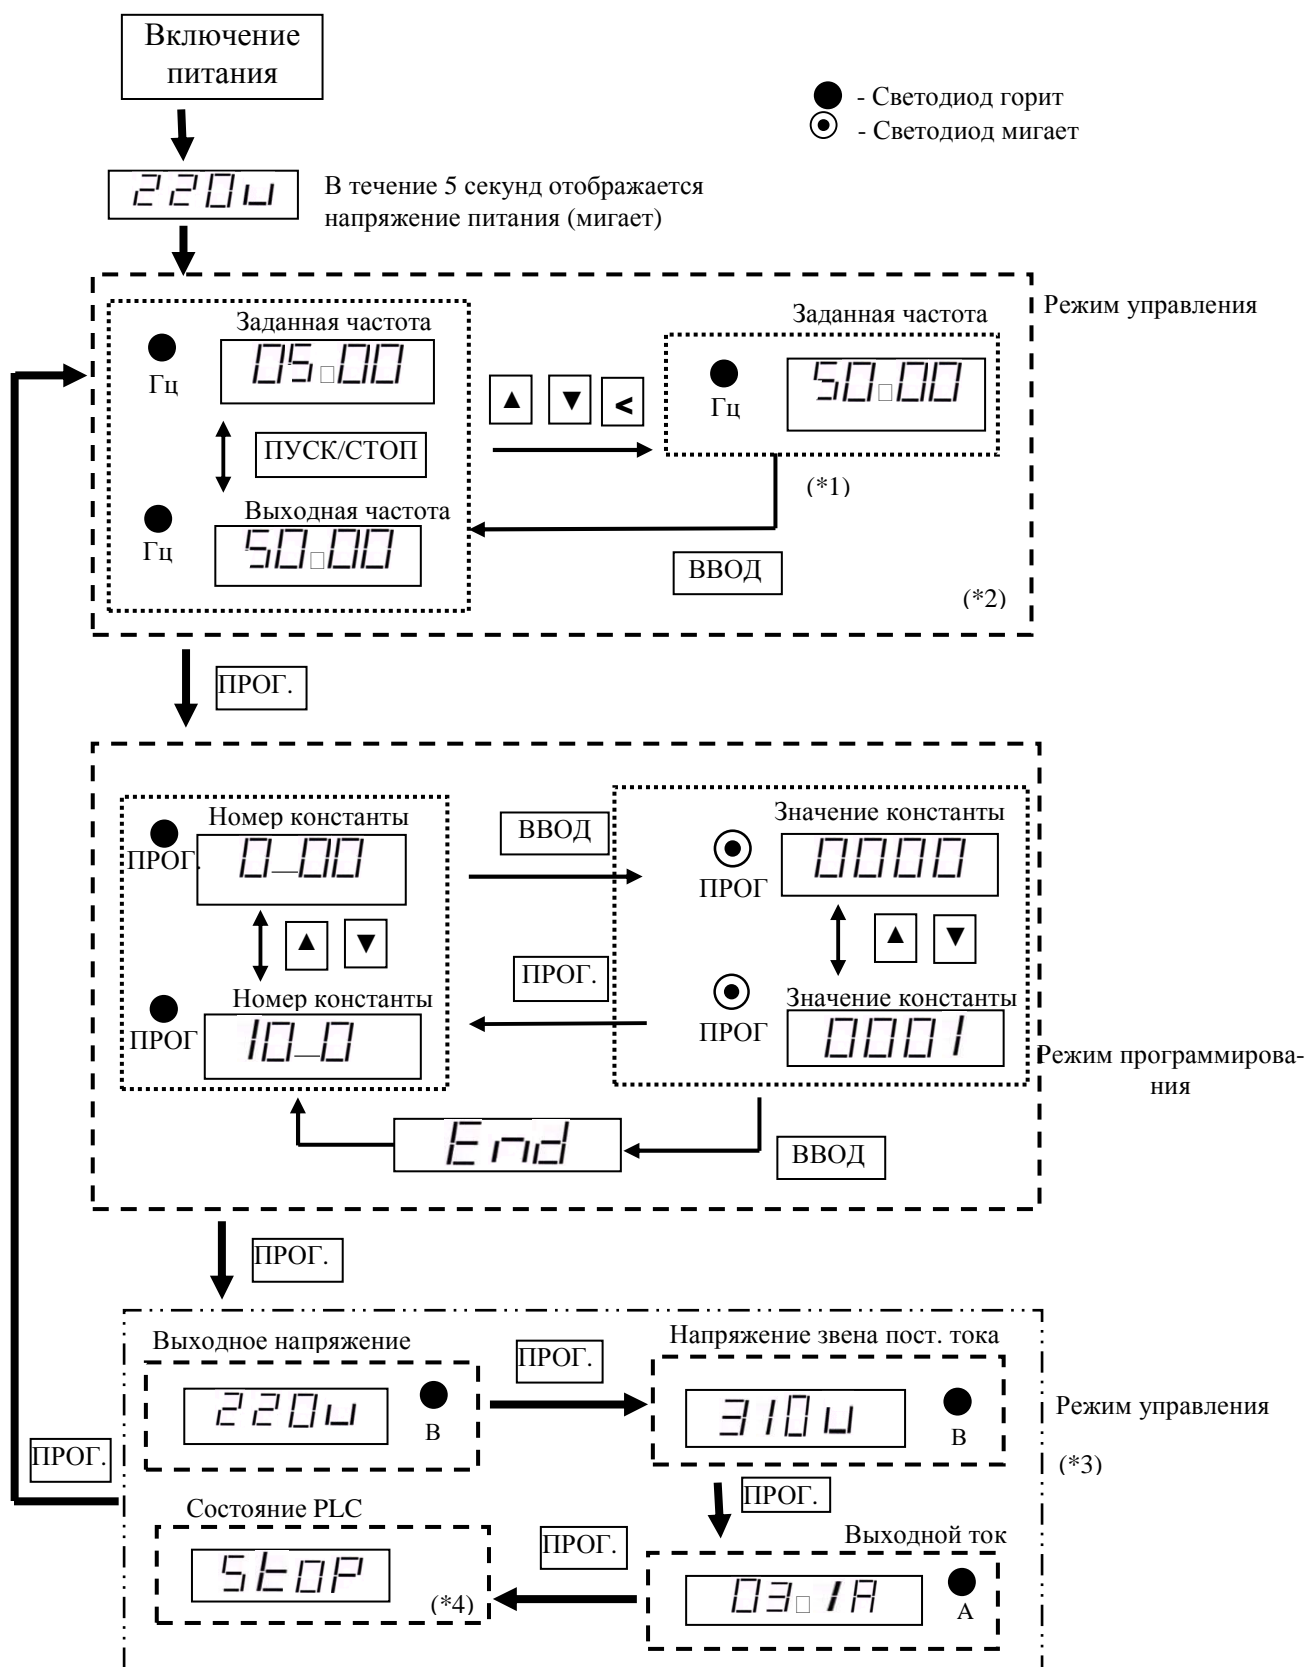 Включение
питания
- Светодиод горит
- Светодиод мигает
220u
В течение 5 секунд отображается
напряжение питания (мигает)
Режим управления
Заданная частота
05.00
Гц
ПУСК/СТОП
Выходная частота
50.00
Гц
▲ ▼ <
Заданная частота
50.00
Гц
(*1)
ВВОД
(*2)
ПРОГ.
Номер константы
ПРОГ.
0_00
▲ ▼
Номер константы
ПРОГ
10_0
ВВОД
ПРОГ.
Значение константы
ПРОГ
0000
▲ ▼
Значение константы
ПРОГ
0001
Режим программирова-
ния
End
ВВОД
ПРОГ.
Выходное напряжение
220u
В
ПРОГ.
Напряжение звена пост. тока
310u
В
Режим управления
(*3)
ПРОГ.
ПРОГ.
Выходной ток
03.1A
А
ПРОГ.
Состояние PLC
StoP
(*4)